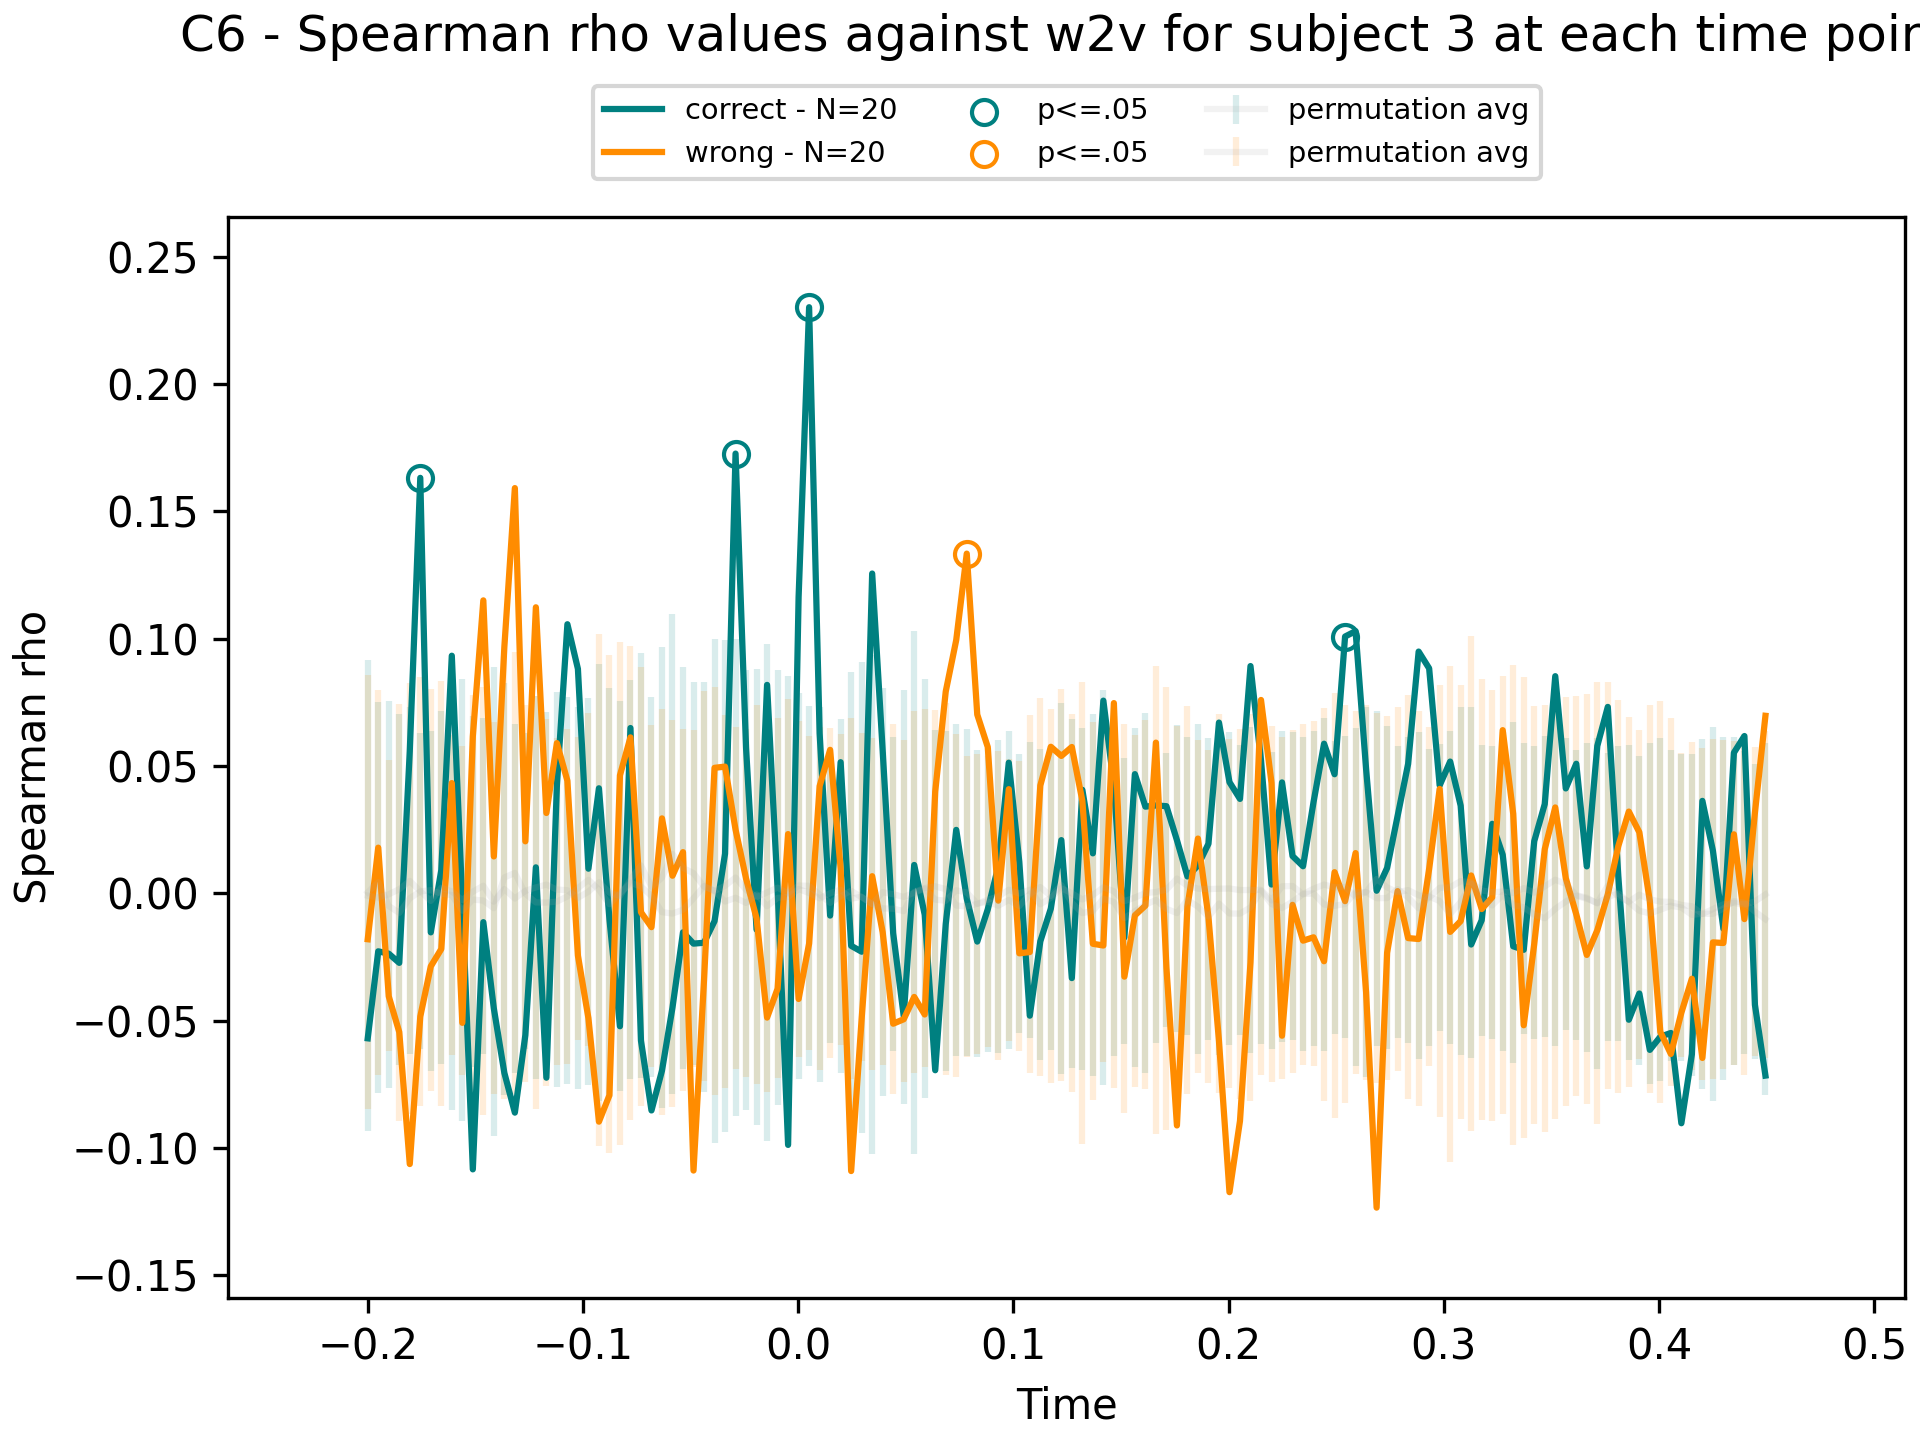 C6 - Spearman rho values against w2v for subject 3 at each time
correct - N=20 p<=.05 permutation avg
wrong - N=20 p<=.05 permutation avg
0.25
0.20
0.15
0.10
0.05
0.00
−0.05
−0.10
−0.15
Spearman rho
−0.2 −0.1 0.0 0.1 0.2 0.3 0.4 0.5
Time